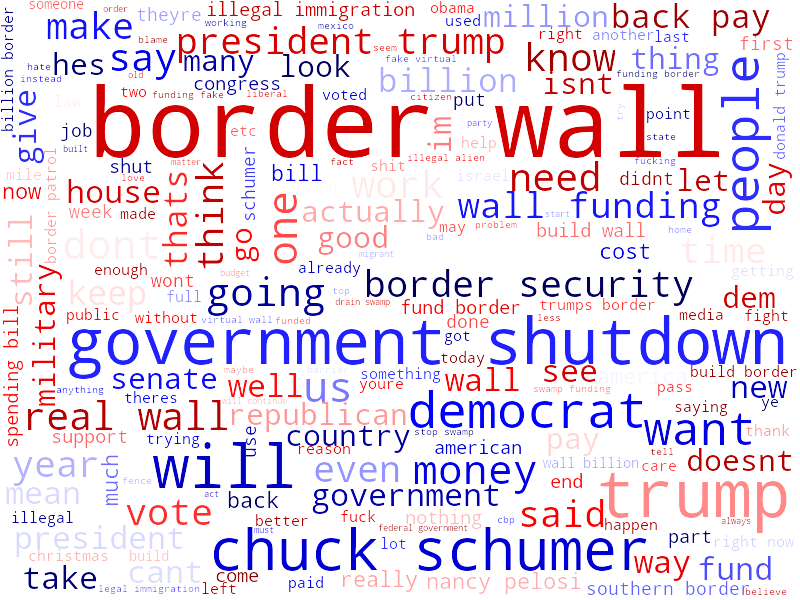 someone
order
working
mexico
illegal immigration
obama
used
million
back pay
theyre
blame
president trump
seem
fake virtual
right
another
last
first
billion border
make
hes
say
many
look
know
thing
hate
instead
old
congress
billion
isnt
funding border
law
two
funding fake
liberal
voted
citizen
put
people
donald trump
give
job
built
etc
border wall
im
party
point
state
try
day
shut
matter
love
fact
shit
help
illegal alien
fucking
mile
now
border patrol
house
thats
think
schumer
bill
work
israel
need
didnt
let
week
made
go
one
actually
wall funding
still
dont
good
may
problem
start
build wall
home
bad
cost
time
enough
wont
already
migrant
getting
military
keep
full
going
budget
top
border security
dem
public
without
virtual wall
funded
drain swamp
fund border
trumps border
less
media
fight
spending bill
government shutdown
done
got
today
maybe
barrier
anything
senate
theres
well
us
youre
something
wall
see
america
build border
pass
new
real wall
will continue
republican
democrat
swamp funding
saying
ye
support
trying
use
country
reason
stop swamp
want
thank
year
much
fence
will
even
american
money
pay
wall billion
tell
care
doesnt
mean
act
back
government
end
trump
illegal
vote
better
fuck
nothing
cbp
said
happen
always
president
must
federal government
part
right now
christmas
build
chuck schumer
lot
way
fund
take
cant
come
legal immigration
left
paid
really
nancy pelosi
southern border
believe